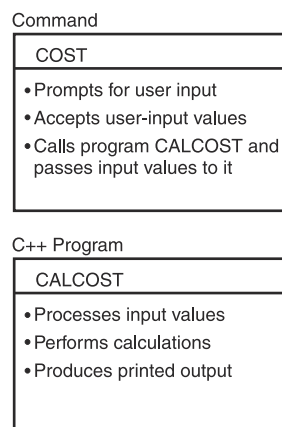 Command
COST
• Prompts for user input
• Accepts user-input values
• Calls program CALCOST and
passes input values to it
C++ Program
CALCOST
• Processes input values
• Performs calculations
• Produces printed output